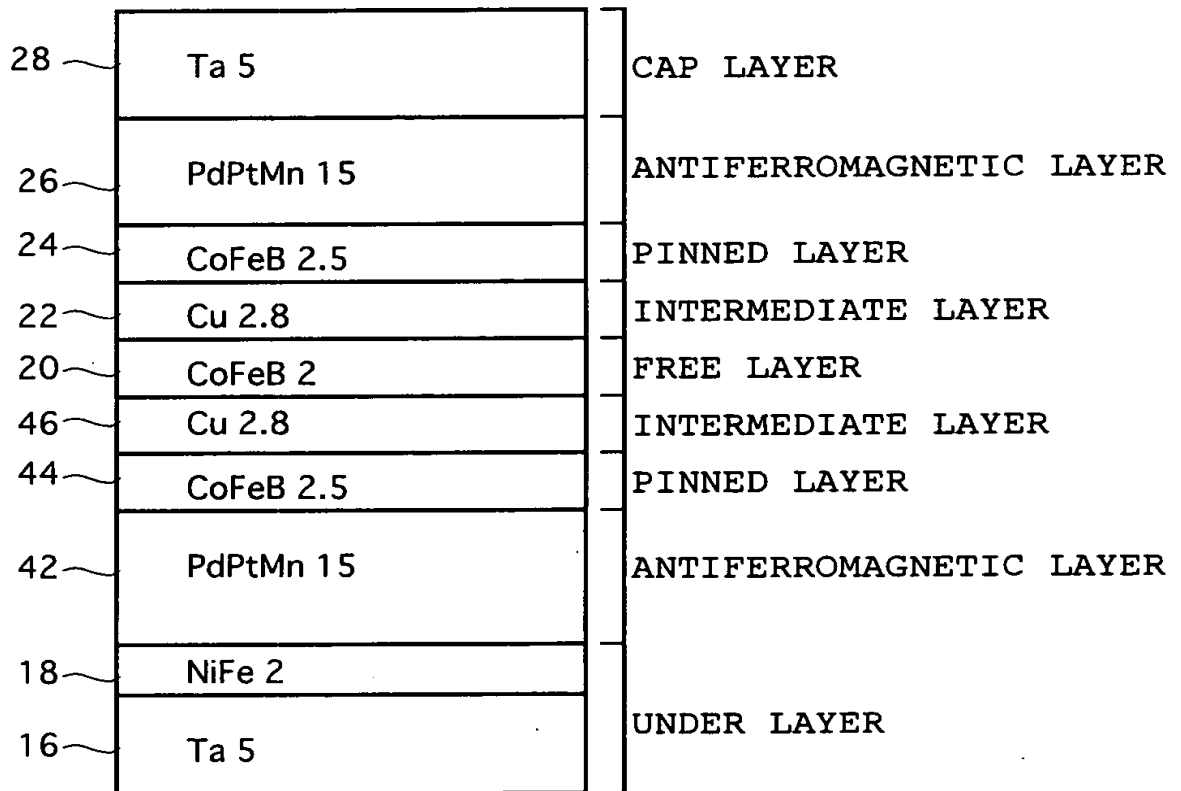 28 Ta 5 CAP LAYER
26 PdPtMn 15 ANTIFERROMAGNETIC LAYER
24 CoFeB 2.5 PINNED LAYER
22 Cu 2.8 INTERMEDIATE LAYER
20 CoFeB 2 FREE LAYER
46 Cu 2.8 INTERMEDIATE LAYER
44 CoFeB 2.5 PINNED LAYER
42 PdPtMn 15 ANTIFERROMAGNETIC LAYER
18 NiFe 2
UNDER LAYER
16 Ta 5